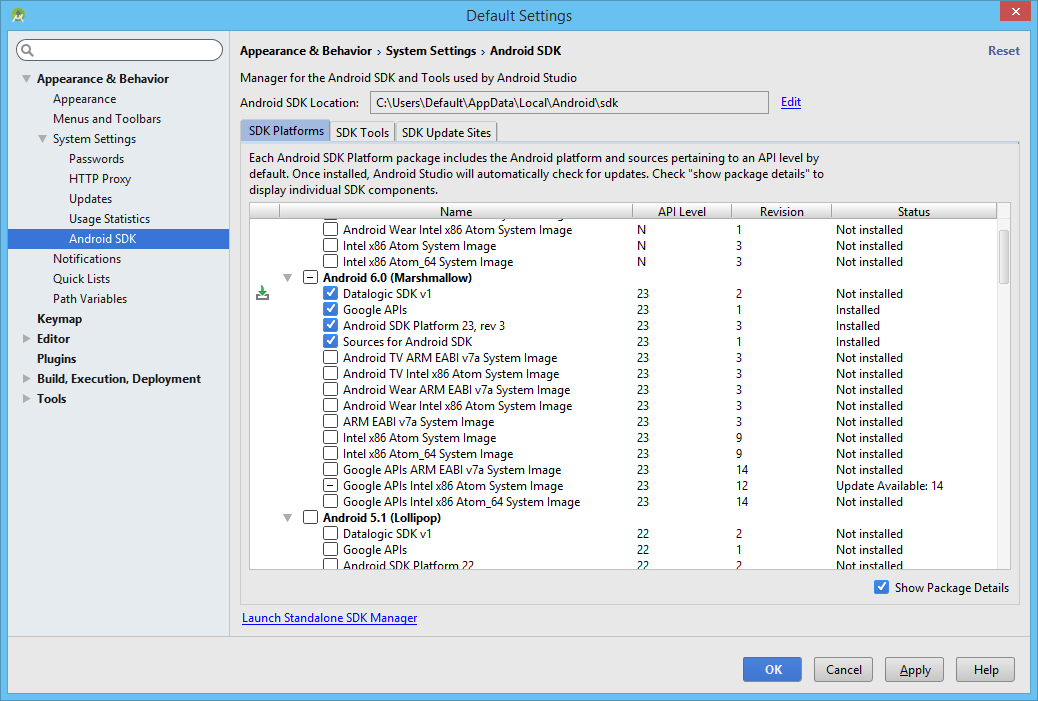 Default Settings
Appearance & Behavior
Appearance
Menus and Toolbars
System Settings
Passwords
HTTP Proxy
Updates
Usage Statistics
Android SDK
Notifications
Quick Lists
Path Variables
Keymap
Editor
Plugins
Build, Execution, Deployment
Tools
Appearance & Behavior › System Settings › Android SDK
Reset
Manager for the Android SDK and Tools used by Android Studio
Android SDK Location: C:\Users\Default\AppData\Local\Android\sdk Edit
SDK Platforms SDK Tools SDK Update Sites
Each Android SDK Platform package includes the Android platform and sources pertaining to an API level by
default. Once installed, Android Studio will automatically check for updates. Check "show package details" to
display individual SDK components.
Name API Level Revision Status
Android Wear Intel x86 Atom System Image N 1 Not installed
Intel x86 Atom System Image N 3 Not installed
Intel x86 Atom_64 System Image N 3 Not installed
Android 6.0 (Marshmallow)
Datalogic SDK v1 23 2 Not installed
Google APIs 23 1 Installed
Android SDK Platform 23, rev 3 23 3 Installed
Sources for Android SDK 23 1 Installed
Android TV ARM EABI v7a System Image 23 3 Not installed
Android TV Intel x86 Atom System Image 23 3 Not installed
Android Wear ARM EABI v7a System Image 23 3 Not installed
Android Wear Intel x86 Atom System Image 23 3 Not installed
ARM EABI v7a System Image 23 3 Not installed
Intel x86 Atom System Image 23 9 Not installed
Intel x86 Atom_64 System Image 23 9 Not installed
Google APIs ARM EABI v7a System Image 23 14 Not installed
Google APIs Intel x86 Atom System Image 23 12 Update Available: 14
Google APIs Intel x86 Atom_64 System Image 23 14 Not installed
Android 5.1 (Lollipop)
Datalogic SDK v1 22 2 Not installed
Google APIs 22 1 Not installed
Android SDK Platform 22 22 2 Not installed
Show Package Details
Launch Standalone SDK Manager
OK Cancel Apply Help